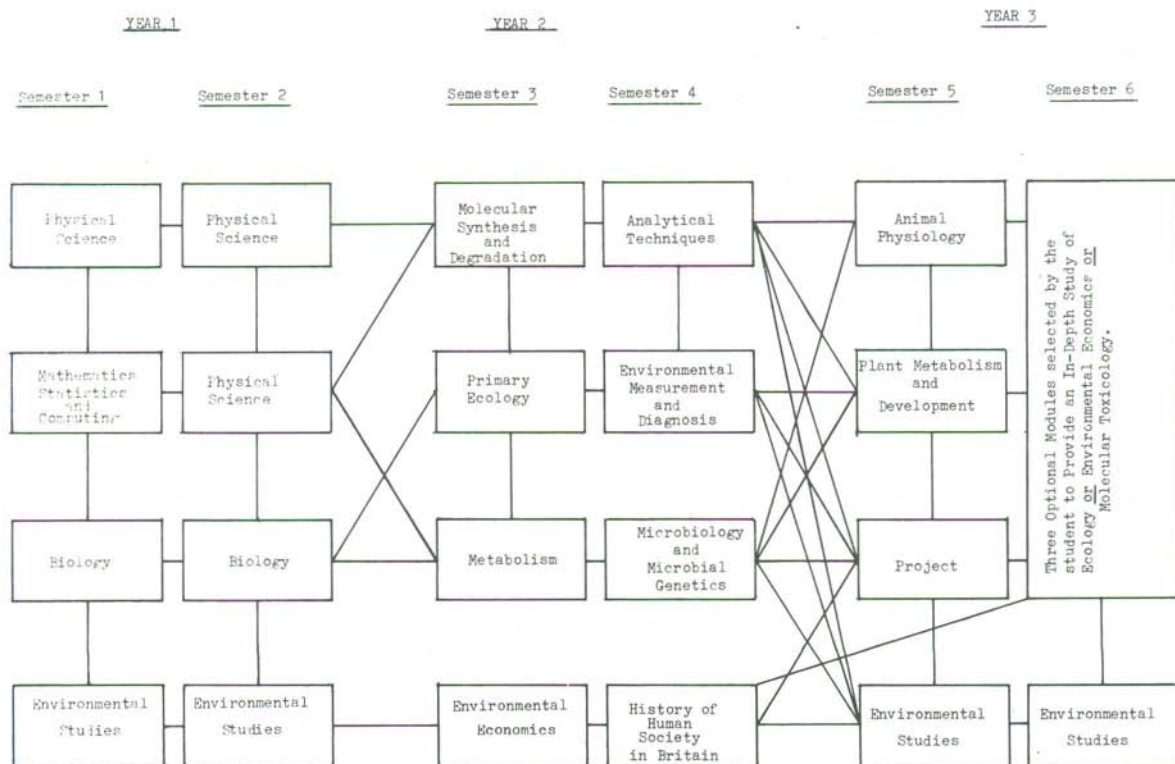 YEAR 1
YEAR 2
YEAR 3
Semester 1
Semester 2
Semester 3
Semester 4
Semester 5
Semester 6
Physical
Science
Physical
Science
Molecular
Synthesis
and
Degradation
Analytical
Techniques
Animal
Physiology
Three Optional Modules selected by the
student to Provide an In-Depth Study of
Ecology or Environmental Economics or
Molecular Toxicology.
Mathematics
Statistics
and
Computing
Physical
Science
Primary
Ecology
Environmental
Measurement
and
Diagnosis
Plant Metabolism
and
Development
Biology
Biology
Metabolism
Microbiology
and
Microbial
Genetics
Project
Environmental
Studies
Environmental
Studies
Environmental
Economics
History of
Human
Society
in Britain
Environmental
Studies
Environmental
Studies